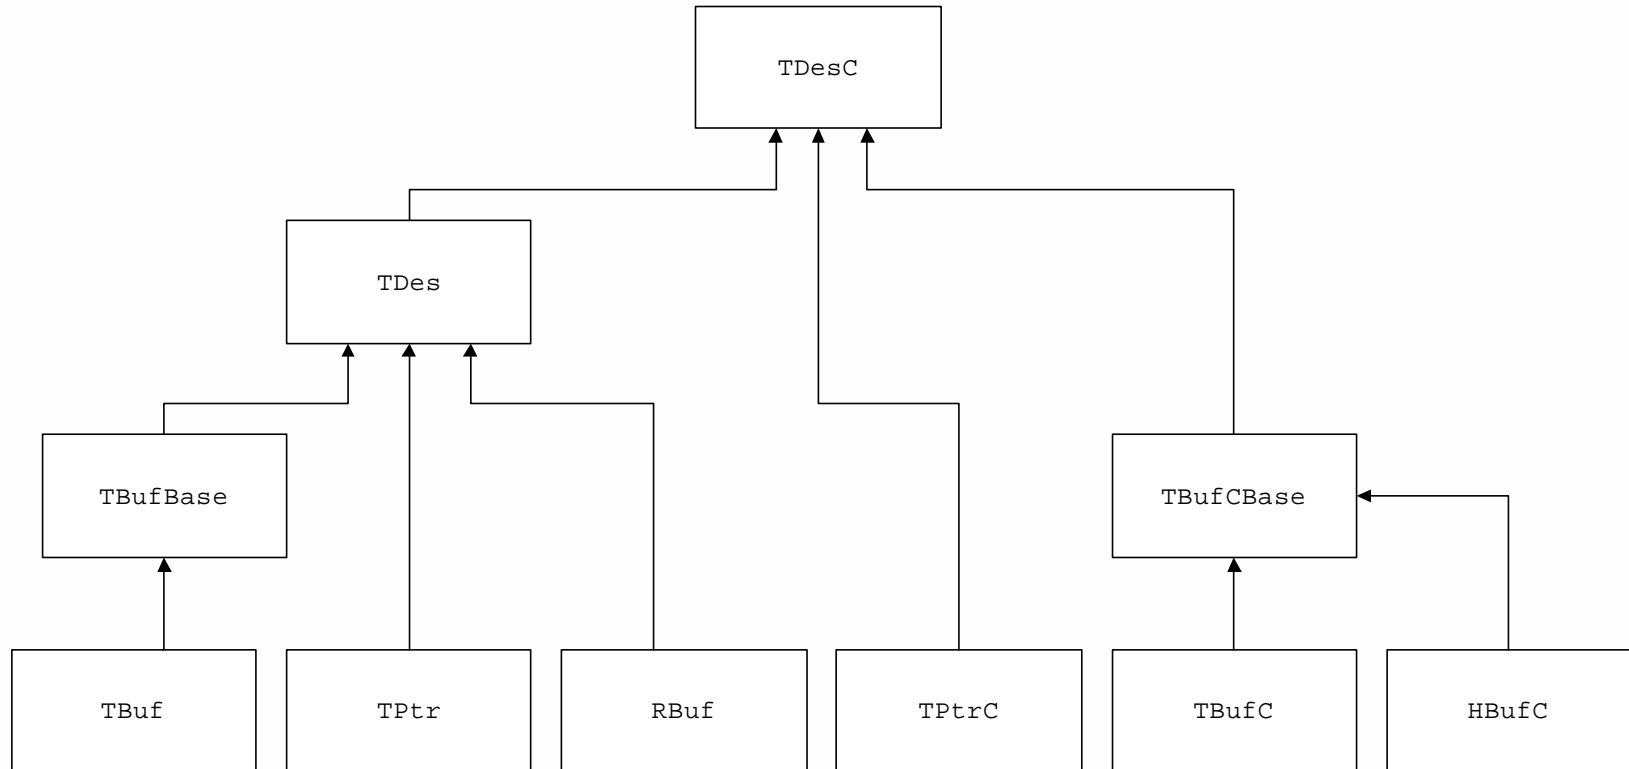 TDesC
TDes
TBufBase
TBufCBase
TBuf
TPtr
RBuf
TPtrC
TBufC
HBufC